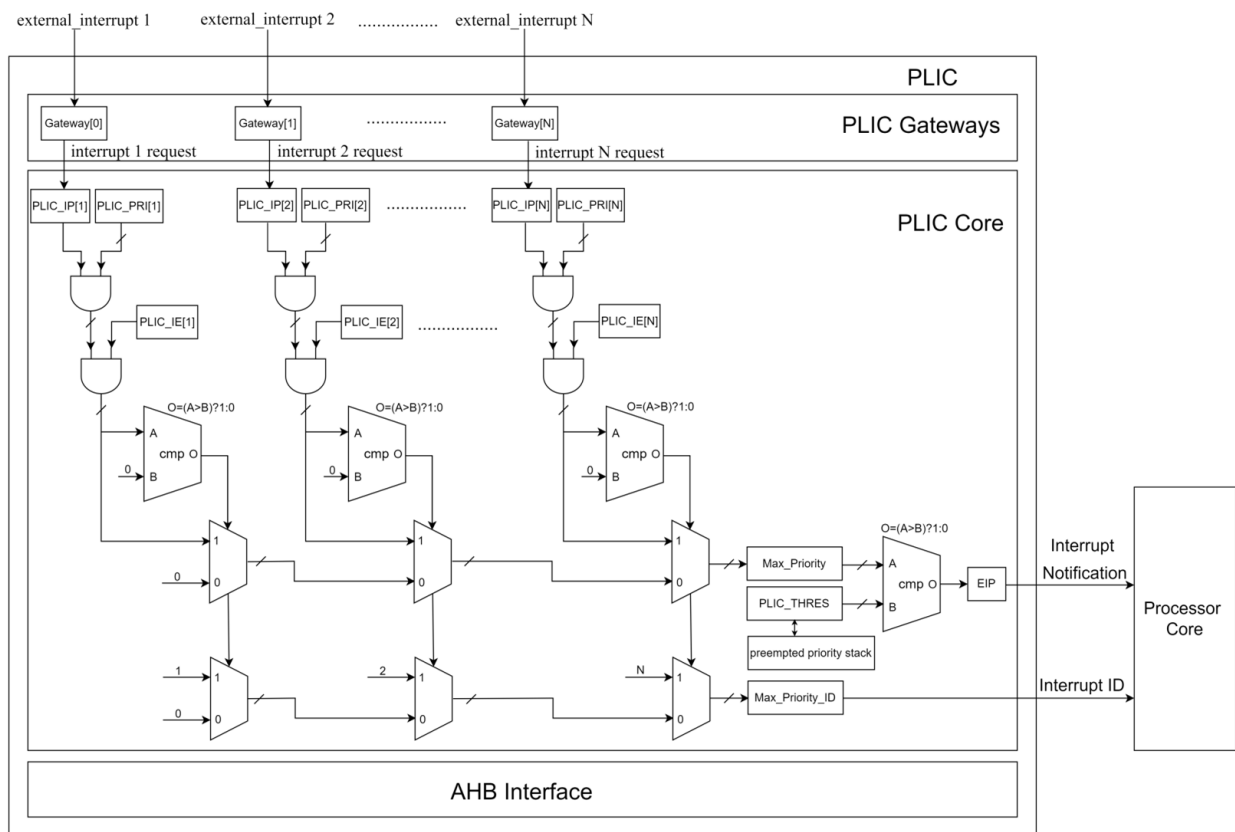 external_interrupt 1
external_interrupt 2
..................
external_interrupt N
PLIC
Gateway[0]
Gateway[1]
..................
Gateway[N]
PLIC Gateways
interrupt 1 request
interrupt 2 request
interrupt N request
PLIC_IP[1]
PLIC_PRI[1]
PLIC_IP[2]
PLIC_PRI[2]
..................
PLIC_IP[N]
PLIC_PRI[N]
PLIC Core
PLIC_IE[1]
PLIC_IE[2]
..................
PLIC_IE[N]
O=(A>B)?1:0
O=(A>B)?1:0
O=(A>B)?1:0
A
cmp O
0
B
A
cmp O
0
B
A
cmp O
0
B
1
0
0
1
0
1
0
Max_Priority
PLIC_THRES
preempted priority stack
O=(A>B)?1:0
A
cmp O
B
EIP
Interrupt
Notification
Processor
Core
1
1
0
0
2
1
0
N
1
0
Max_Priority_ID
Interrupt ID
AHB Interface